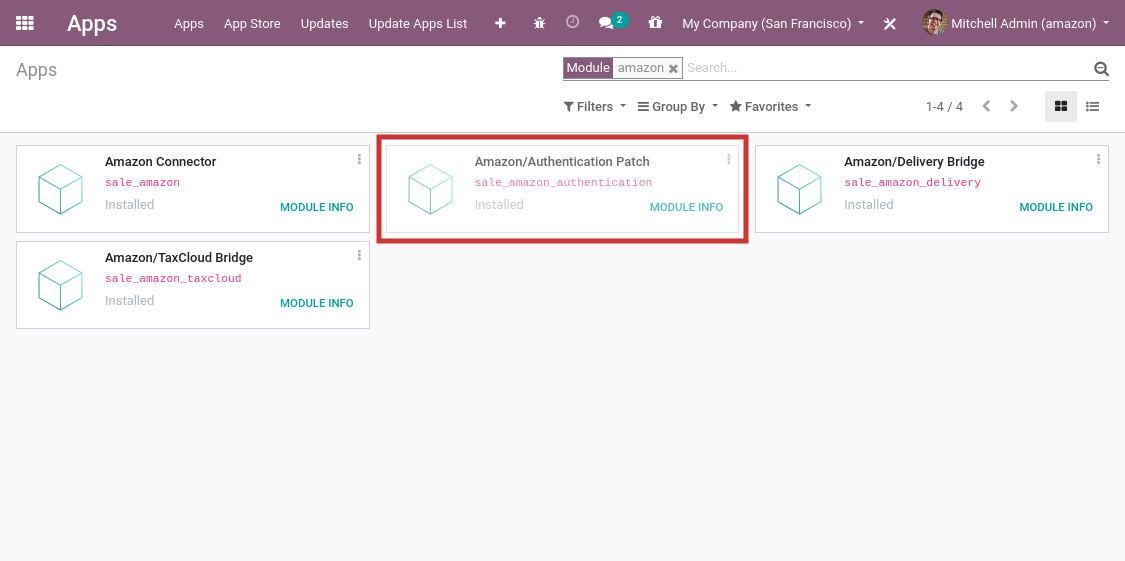 Apps Apps App Store Updates Update Apps List 2 My Company (San Francisco) Mitchell Admin (amazon)
Apps
Module amazon Search...
Filters Group By Favorites 1-4 / 4
Amazon Connector
sale_amazon
Installed
MODULE INFO
Amazon/Authentication Patch
sale_amazon_authentication
Installed
MODULE INFO
Amazon/Delivery Bridge
sale_amazon_delivery
Installed
MODULE INFO
Amazon/TaxCloud Bridge
sale_amazon_taxcloud
Installed
MODULE INFO